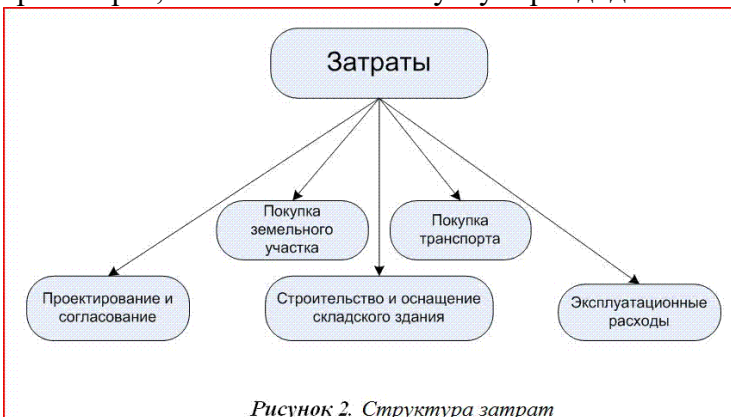 Затраты
Покупка
земельного
участка
Покупка
транспорта
Проектирование и
согласование
Строительство и оснащение
складского здания
Эксплуатационные
расходы
Рисунок 2. Структура затрат